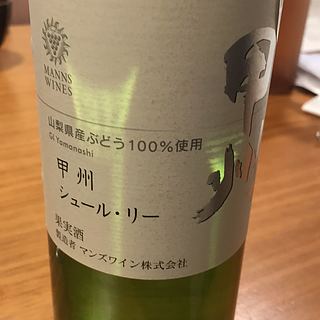 MANNS
WINES
山梨県産ぶどう100%使用
GI Yamanashi
甲州
シュール・リー
果実酒
製造者 マンズワイン株式会社